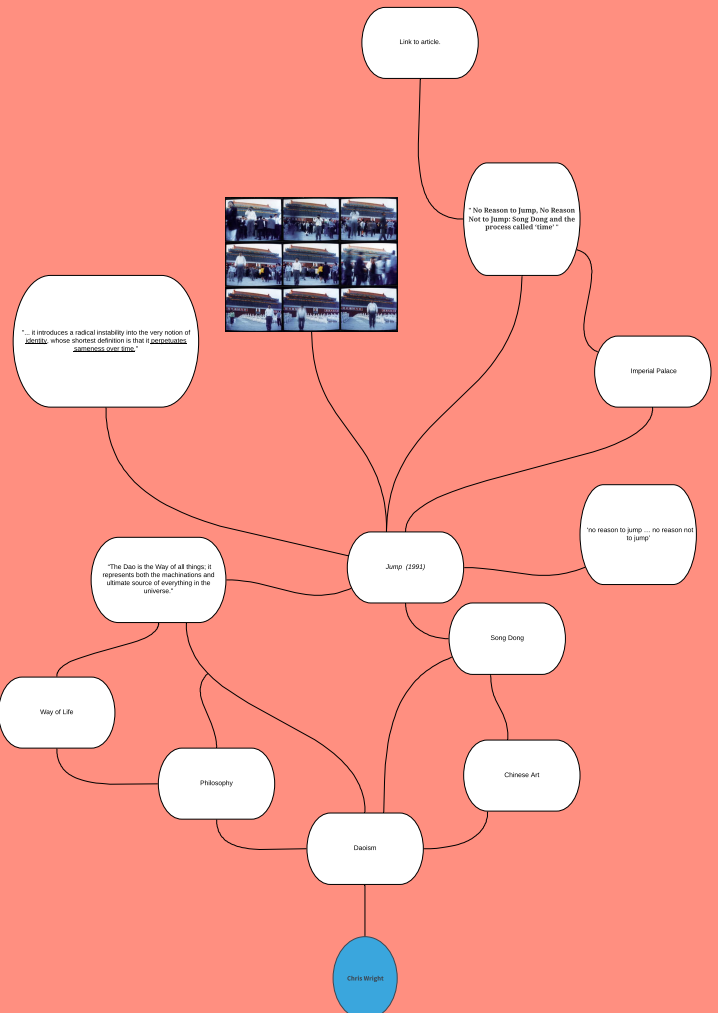 Link to article.
" No Reason to Jump, No Reason
Not to Jump: Song Dong and the
process called 'time' "
"... it introduces a radical instability into the very notion of
identity, whose shortest definition is that it perpetuates
sameness over time."
Imperial Palace
'no reason to jump … no reason not
to jump'
Jump (1991)
"The Dao is the Way of all things; it
represents both the machinations and
ultimate source of everything in the
universe."
Song Dong
Way of Life
Philosophy
Chinese Art
Daoism
Chris Wright